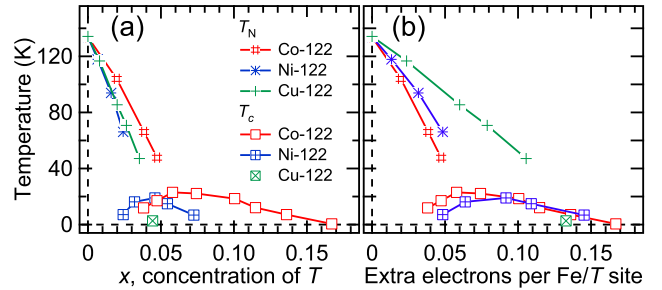 (a)
(b)
T_N
Co-122
Ni-122
Cu-122
T_c
Co-122
Ni-122
Cu-122
Temperature (K)
120
80
40
0
0
0.05
0.10
0.15
0
0.05
0.10
0.15
x, concentration of T
Extra electrons per Fe/T site